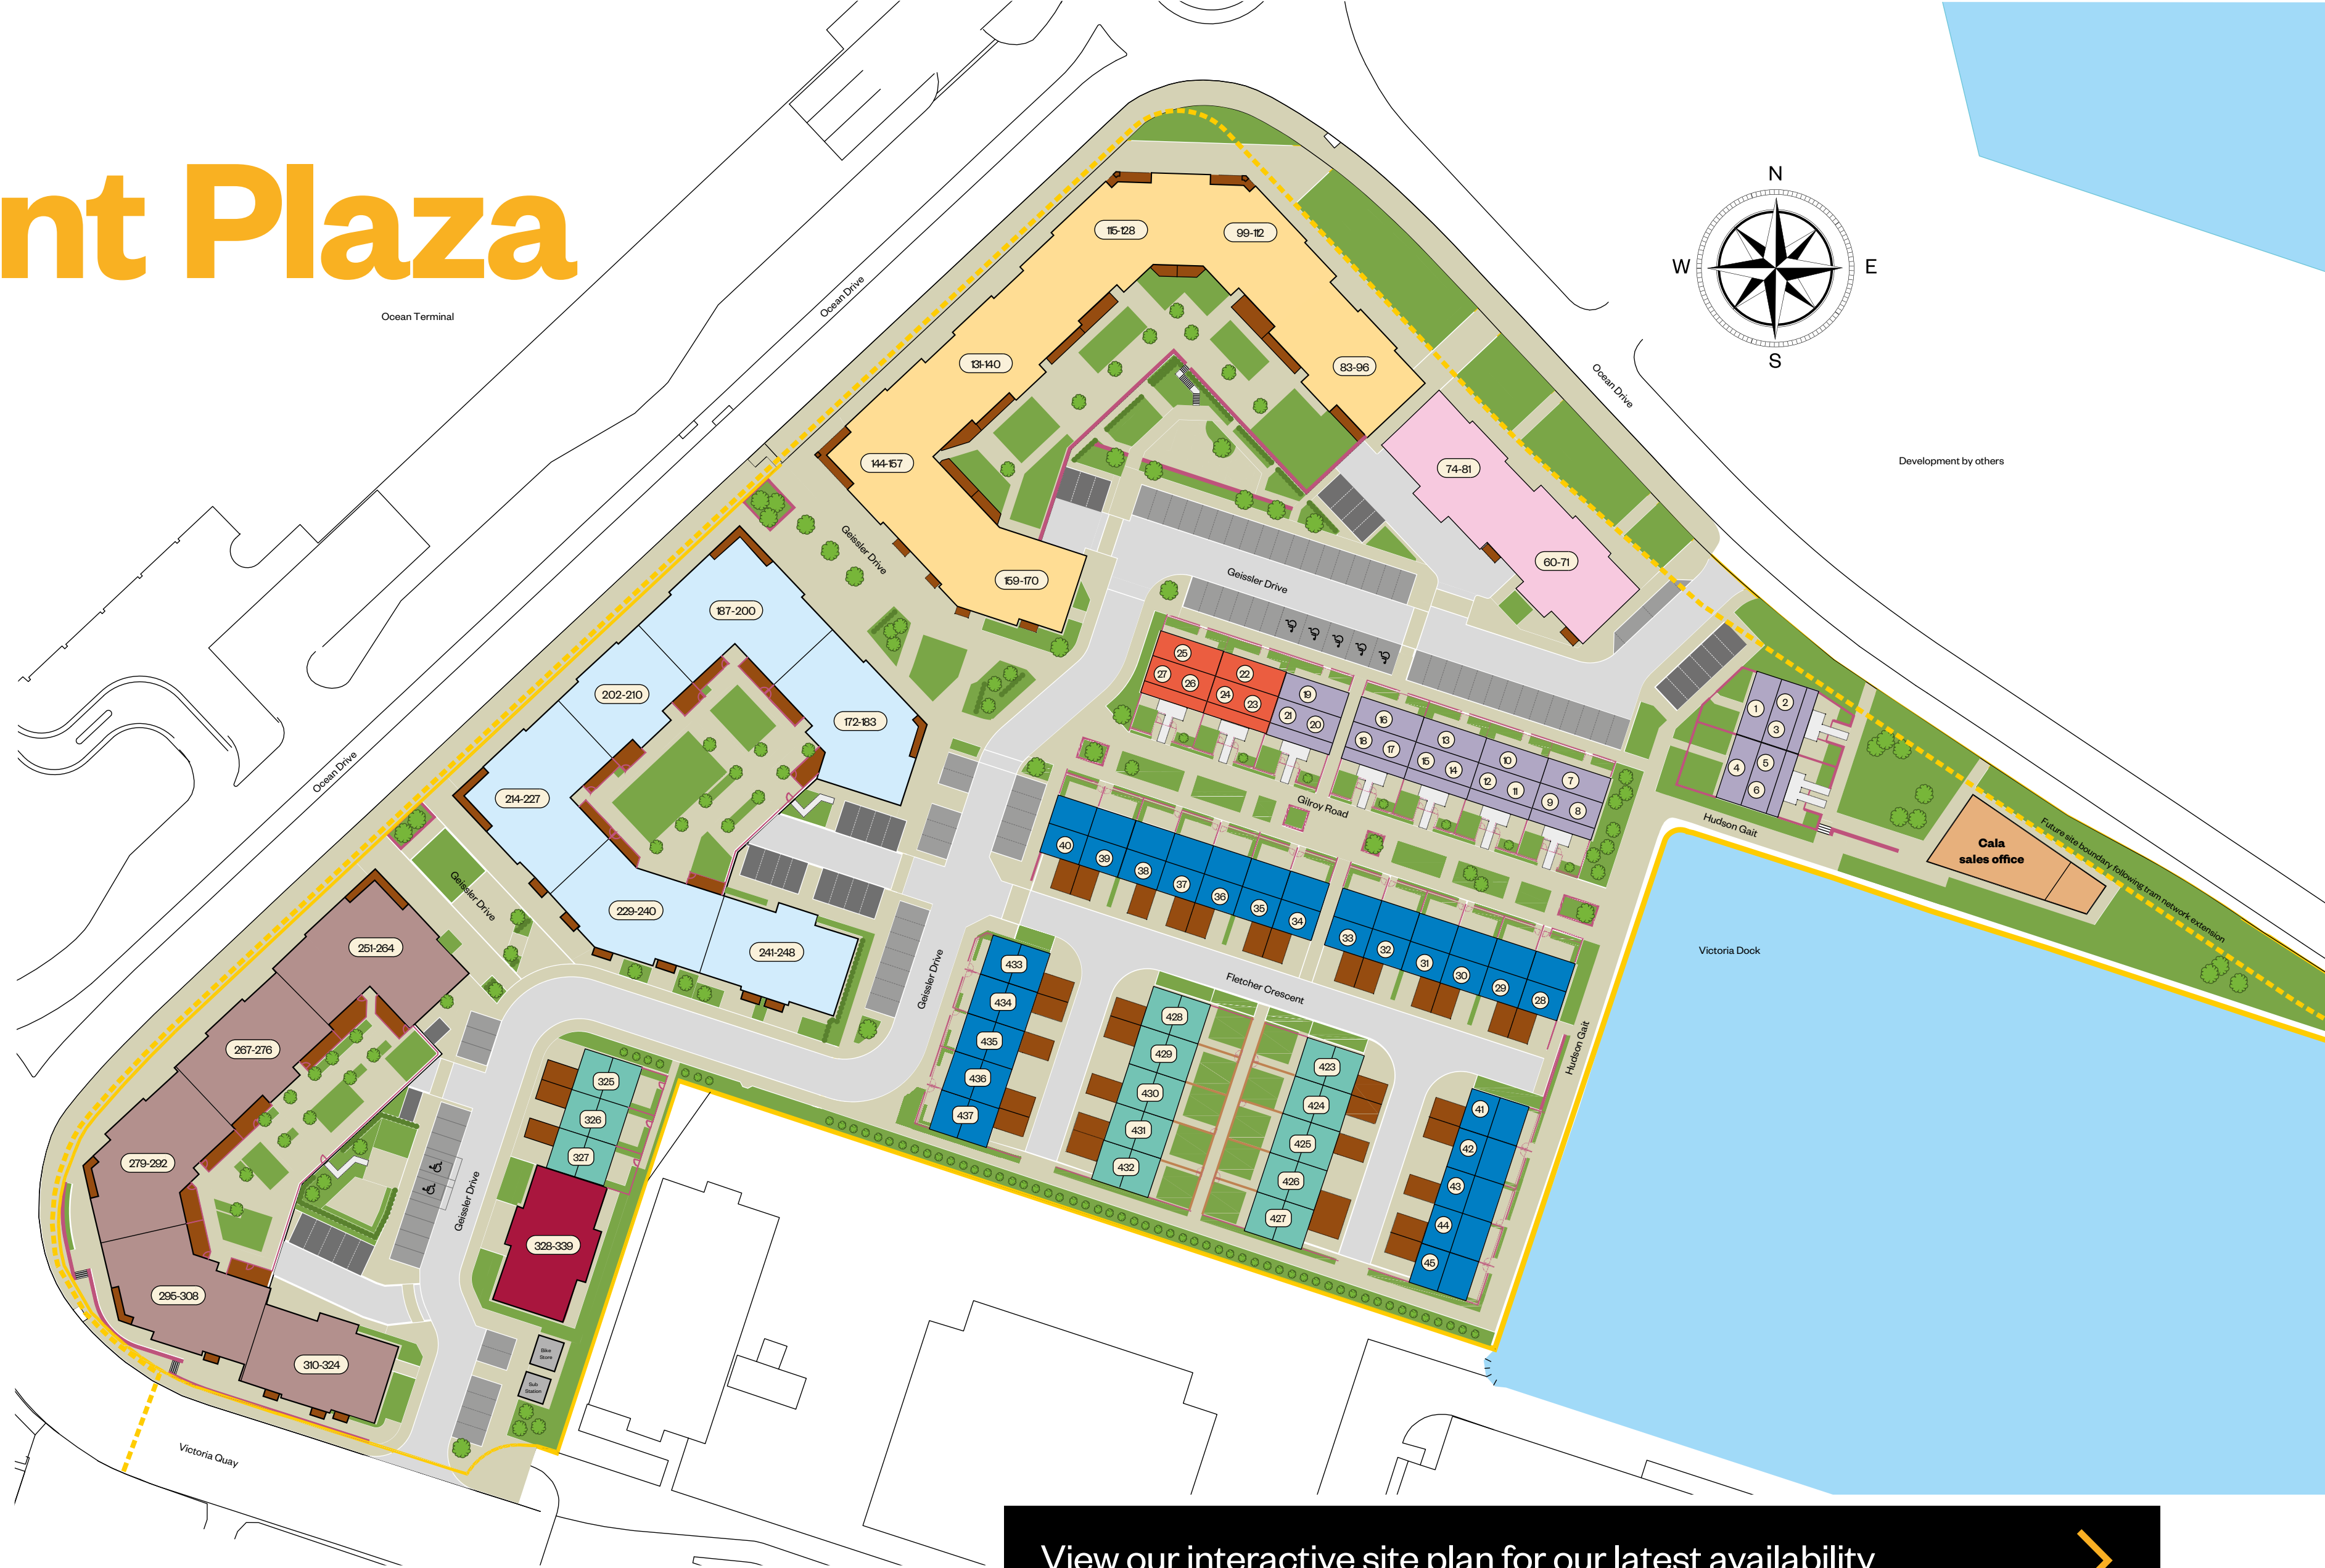 nt Plaza
Ocean Terminal
Ocean Drive
N
W
E
S
Ocean Drive
Development by others
115-128
99-112
131-140
83-96
144-157
74-81
159-170
60-71
Geissler Drive
Geissler Drive
187-200
202-210
172-183
214-227
229-240
241-248
Ocean Drive
Geissler Drive
25
27
26
22
24
23
19
21
20
16
18
17
13
15
14
10
12
11
7
9
8
1
2
3
4
5
6
Gilroy Road
Hudson Gait
Cala
sales office
Future site boundary following tram network extension
Victoria Dock
40
39
38
37
36
35
34
33
32
31
30
29
28
Fletcher Crescent
Hudson Gait
Geissler Drive
433
434
435
436
437
428
429
430
431
432
423
424
425
426
427
41
42
43
44
45
251-264
267-276
279-292
295-308
310-324
325
326
327
328-339
Geissler Drive
Bike
Store
Sub
Station
Victoria Quay
View our interactive site plan for our latest availability